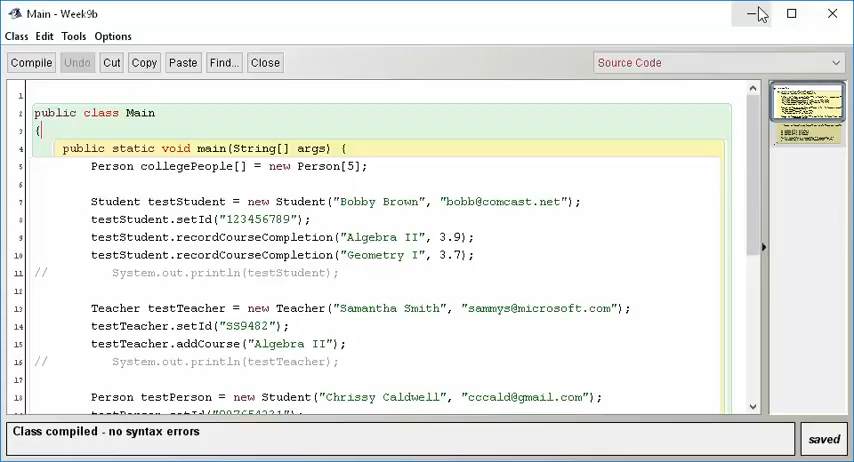 Main - Week9b
Class Edit Tools Options
Compile Undo Cut Copy Paste Find... Close Source Code
1
2 public class Main
3 {
4 public static void main(String[] args) {
5 Person collegePeople[] = new Person[5];
6
7 Student testStudent = new Student("Bobby Brown", "bobb@comcast.net");
8 testStudent.setId("123456789");
9 testStudent.recordCourseCompletion("Algebra II", 3.9);
10 testStudent.recordCourseCompletion("Geometry I", 3.7);
11 // System.out.println(testStudent);
12
13 Teacher testTeacher = new Teacher("Samantha Smith", "sammys@microsoft.com");
14 testTeacher.setId("SS9482");
15 testTeacher.addCourse("Algebra II");
16 // System.out.println(testTeacher);
17
18 Person testPerson = new Student("Chrissy Caldwell", "cccald@gmail.com");
Class compiled - no syntax errors
saved